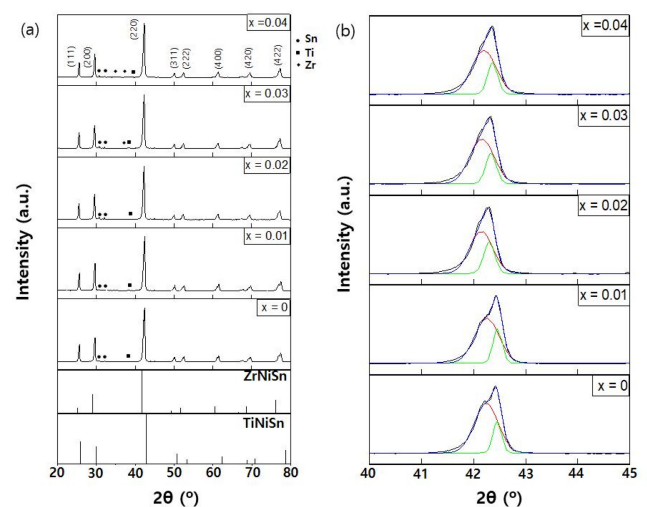 (a)
Intensity (a.u.)
(111)
(200)
(220)
(311)
(222)
(400)
(420)
(422)
x =0.04
Sn
Ti
Zr
x = 0.03
x = 0.02
x = 0.01
x = 0
ZrNiSn
TiNiSn
20 30 40 50 60 70 80
2θ (º)
(b)
Intensity (a.u.)
x =0.04
x = 0.03
x = 0.02
x = 0.01
x = 0
40 41 42 43 44 45
2θ (º)